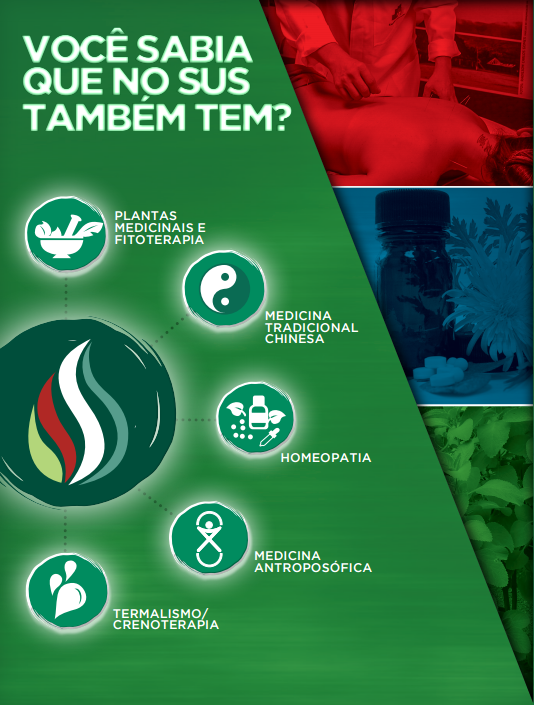 VOCÊ SABIA
QUE NO SUS
TAMBÉM TEM?
PLANTAS
MEDICINAIS E
FITOTERAPIA
MEDICINA
TRADICIONAL
CHINESA
HOMEOPATIA
MEDICINA
ANTROPOSÓFICA
TERMALISMO/
CRENOTERAPIA